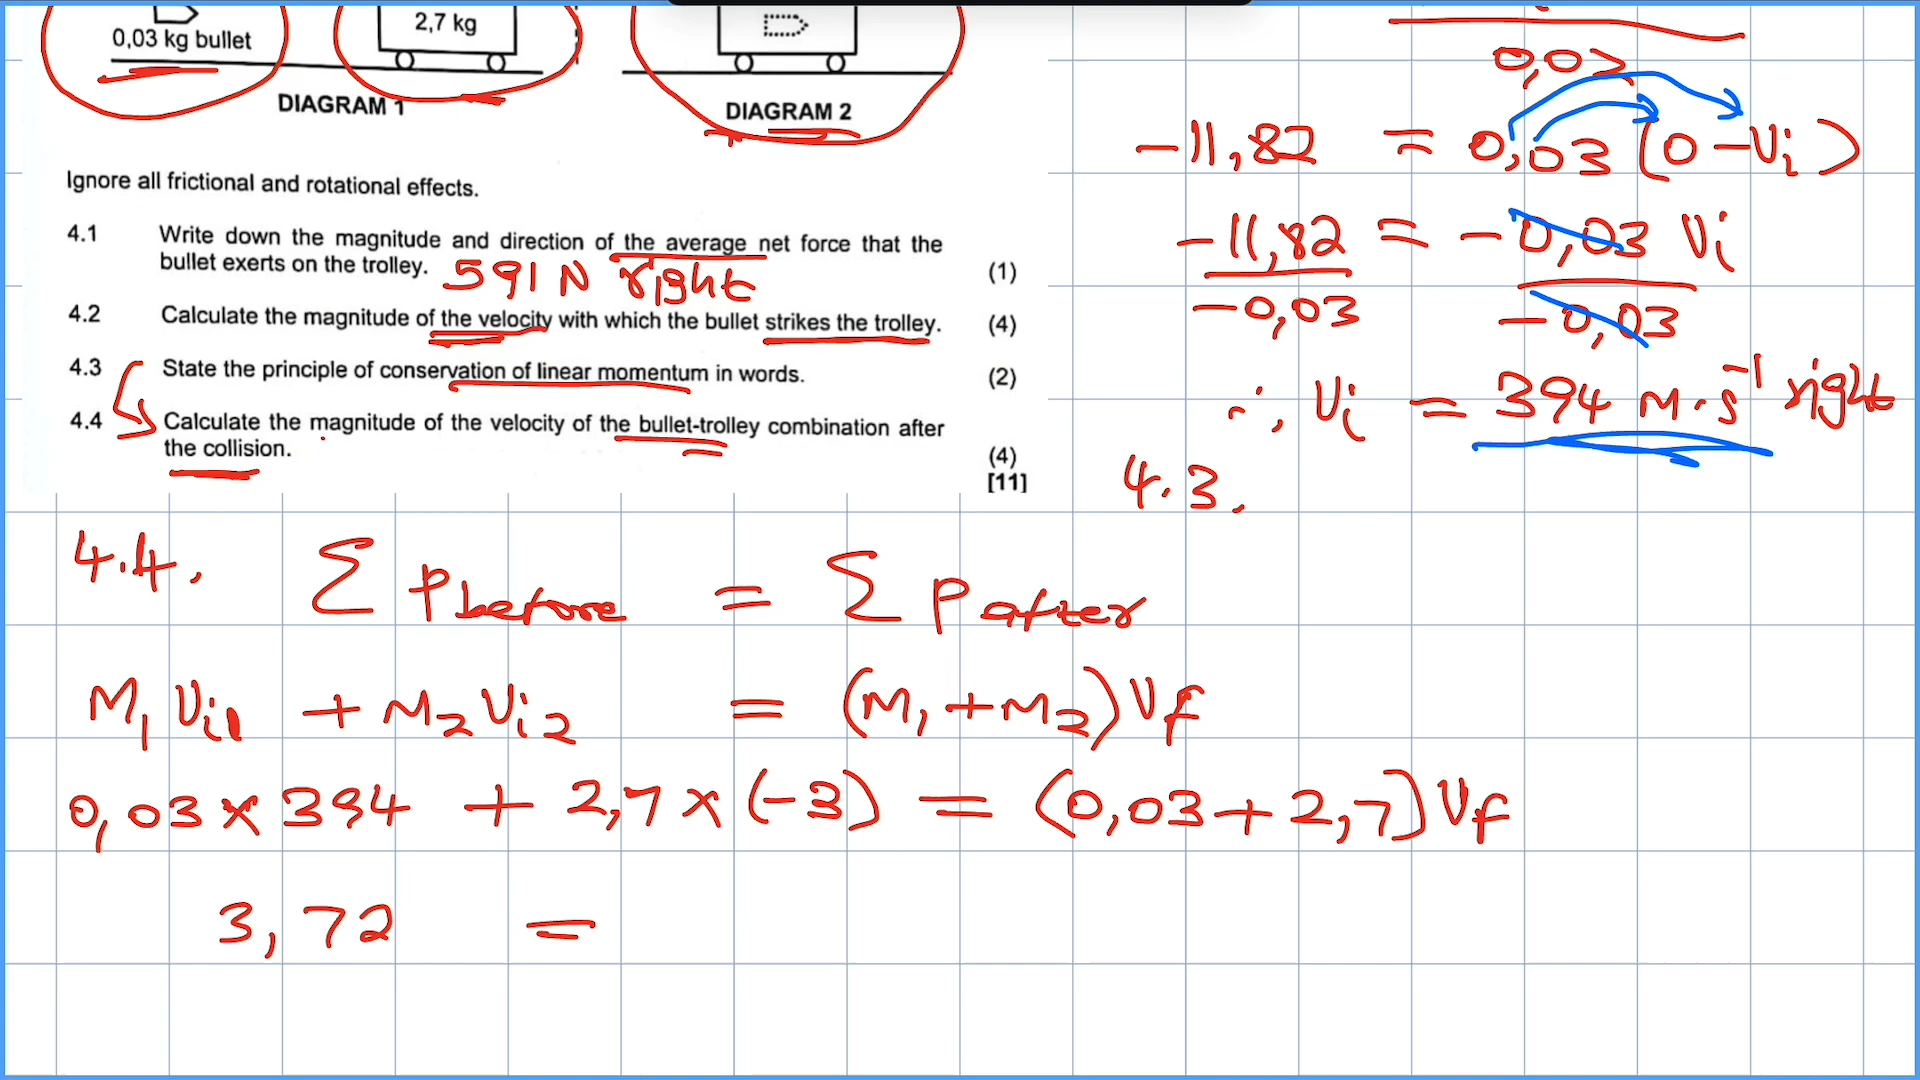 0,03 kg bullet
2,7 kg
DIAGRAM 1
DIAGRAM 2
Ignore all frictional and rotational effects.
4.1 Write down the magnitude and direction of the average net force that the
bullet exerts on the trolley. 591 N right (1)
4.2 Calculate the magnitude of the velocity with which the bullet strikes the trolley. (4)
4.3 State the principle of conservation of linear momentum in words. (2)
4.4 Calculate the magnitude of the velocity of the bullet-trolley combination after
the collision. (4)
[11]
-11,82 = 0,03 (0 - Vi)
-11,82 = -0,03 Vi
-0,03 -0,03
∴ Vi = 394 m·s⁻¹ right
4.3.
4.4. Σ Pbefore = Σ Pafter
M₁Vi1 + M₂Vi2 = (M₁+M₂)Vf
0,03 × 394 + 2,7 × (-3) = (0,03 + 2,7) Vf
3,72 =